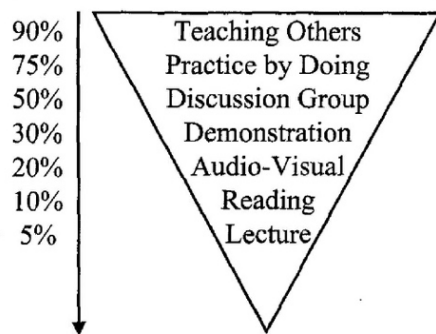 90% Teaching Others
75% Practice by Doing
50% Discussion Group
30% Demonstration
20% Audio-Visual
10% Reading
5% Lecture